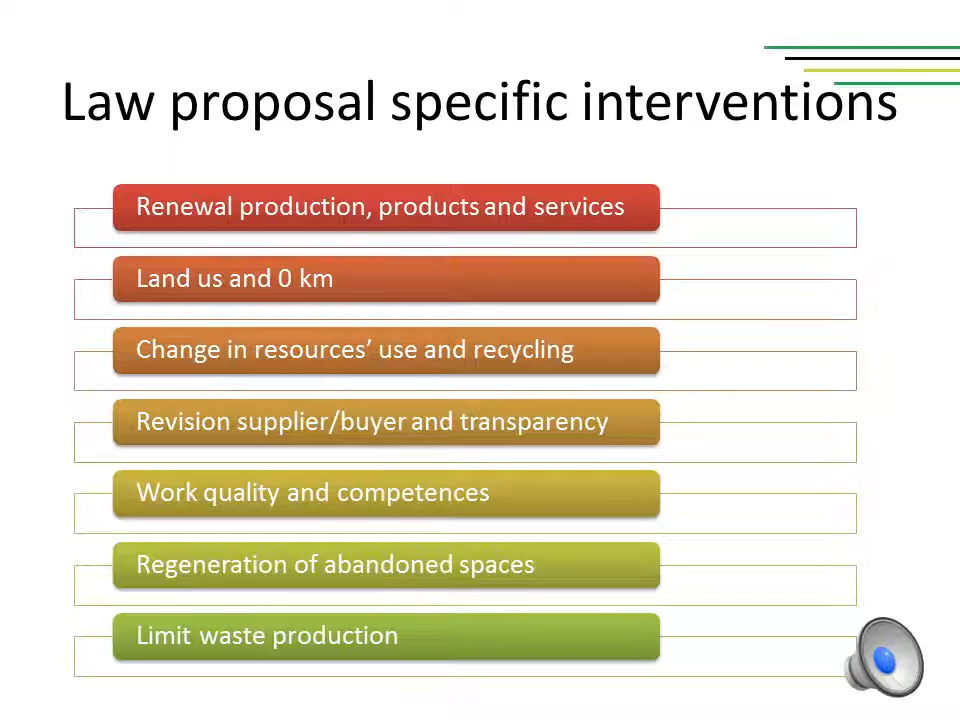 Law proposal specific interventions
Renewal production, products and services
Land us and 0 km
Change in resources’ use and recycling
Revision supplier/buyer and transparency
Work quality and competences
Regeneration of abandoned spaces
Limit waste production